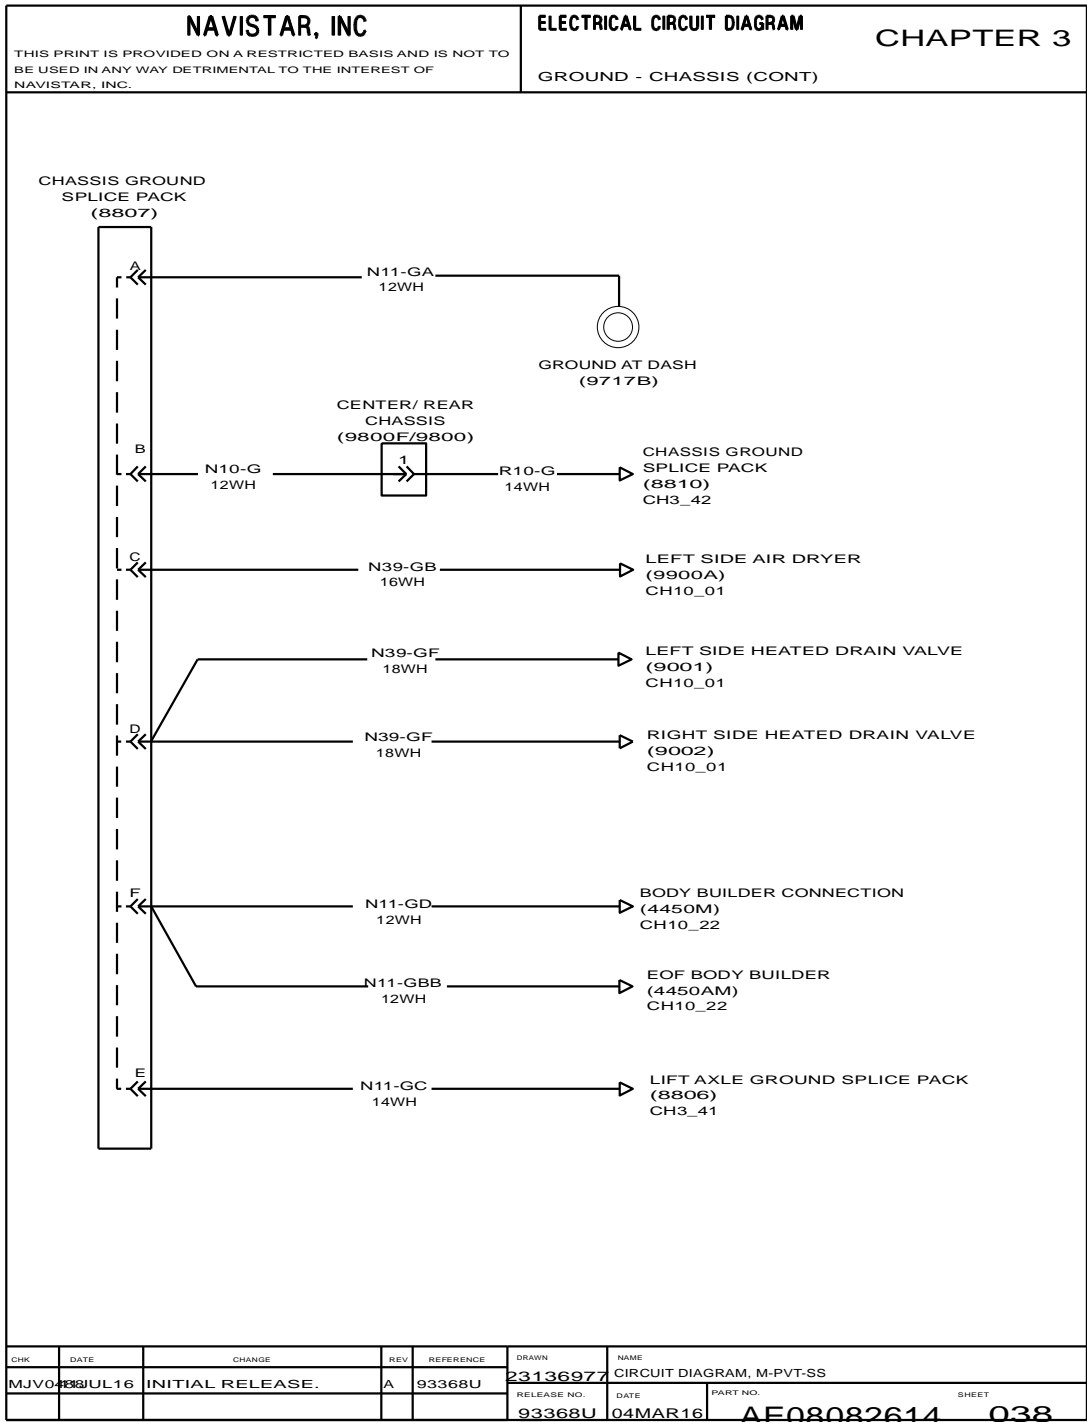 NAVISTAR, INC
THIS PRINT IS PROVIDED ON A RESTRICTED BASIS AND IS NOT TO
BE USED IN ANY WAY DETRIMENTAL TO THE INTEREST OF
NAVISTAR, INC.
ELECTRICAL CIRCUIT DIAGRAM
CHAPTER 3
GROUND - CHASSIS (CONT)
CHASSIS GROUND
SPLICE PACK
(8807)
A
N11-GA
12WH
GROUND AT DASH
(9717B)
CENTER/ REAR
CHASSIS
(9800F/9800)
B
N10-G
12WH
1
R10-G
14WH
CHASSIS GROUND
SPLICE PACK
(8810)
CH3_42
C
N39-GB
16WH
LEFT SIDE AIR DRYER
(9900A)
CH10_01
N39-GF
18WH
LEFT SIDE HEATED DRAIN VALVE
(9001)
CH10_01
D
N39-GF
18WH
RIGHT SIDE HEATED DRAIN VALVE
(9002)
CH10_01
F
N11-GD
12WH
BODY BUILDER CONNECTION
(4450M)
CH10_22
N11-GBB
12WH
EOF BODY BUILDER
(4450AM)
CH10_22
E
N11-GC
14WH
LIFT AXLE GROUND SPLICE PACK
(8806)
CH3_41
CHK DATE CHANGE REV REFERENCE
INITIAL RELEASE. A 93368U
DRAWN
23136977
NAME
CIRCUIT DIAGRAM, M-PVT-SS
RELEASE NO.
93368U
DATE
04MAR16
PART NO.
AF08082614
SHEET
038